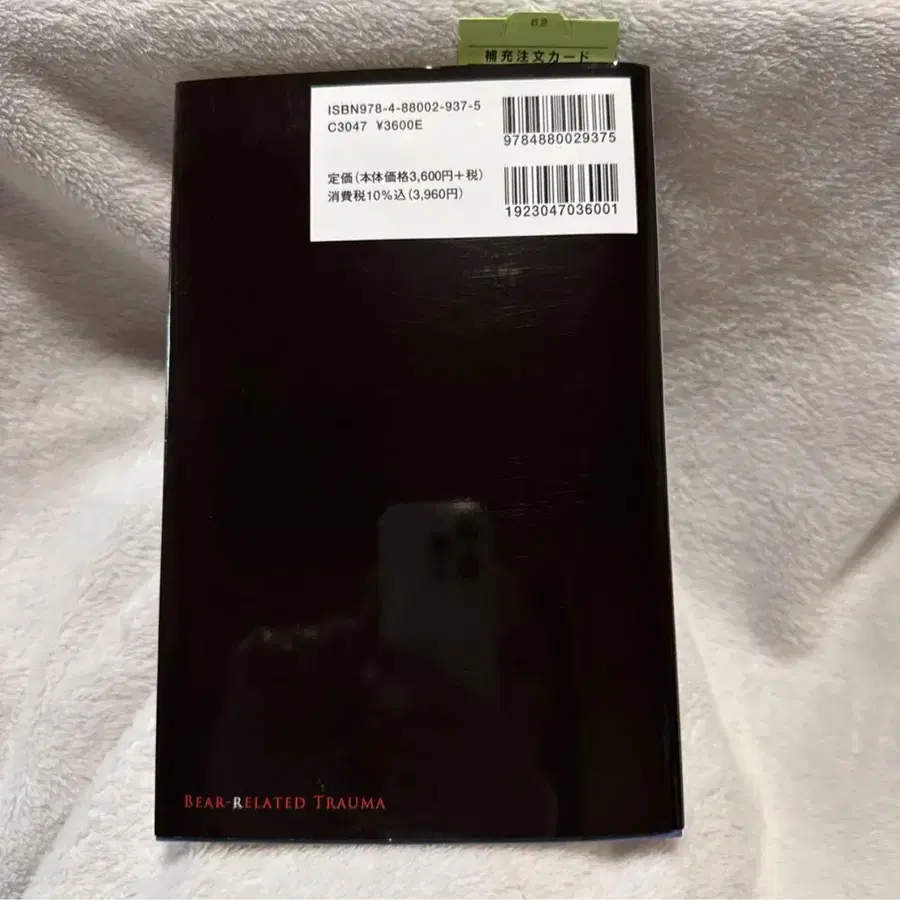 補充注文カード
ISBN978-4-88002-937-5
C3047 ¥3600E
9784880029375
定価(本体価格3,600円+税)
消費税10%込(3,960円)
1923047036001
BEAR-RELATED TRAUMA